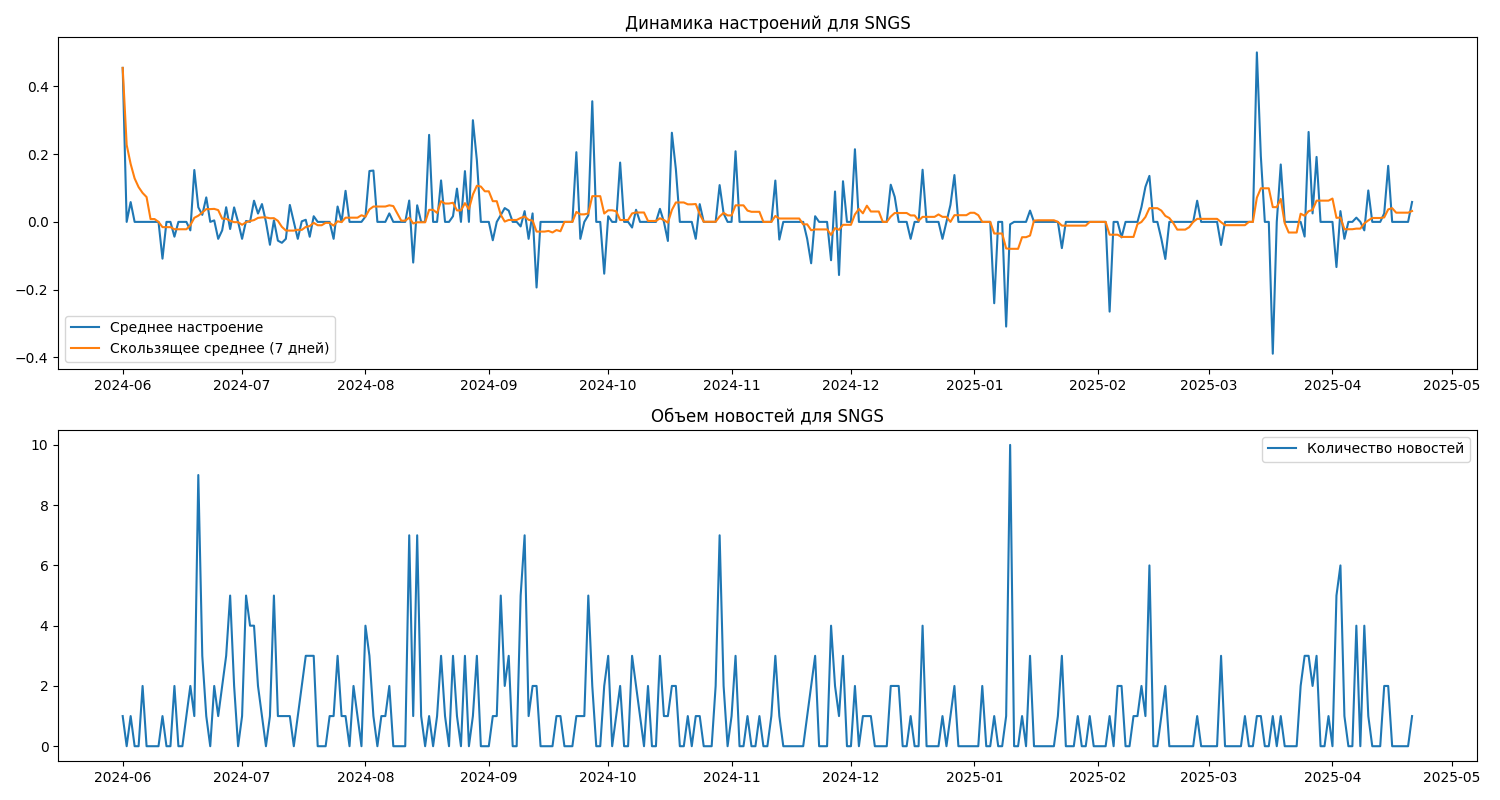 Динамика настроений для SNGS
0.4
0.2
0.0
−0.2
−0.4
Среднее настроение
Скользящее среднее (7 дней)
2024-06 2024-07 2024-08 2024-09 2024-10 2024-11 2024-12 2025-01 2025-02 2025-03 2025-04 2025-05
Объем новостей для SNGS
10
8
6
4
2
0
Количество новостей
2024-06 2024-07 2024-08 2024-09 2024-10 2024-11 2024-12 2025-01 2025-02 2025-03 2025-04 2025-05